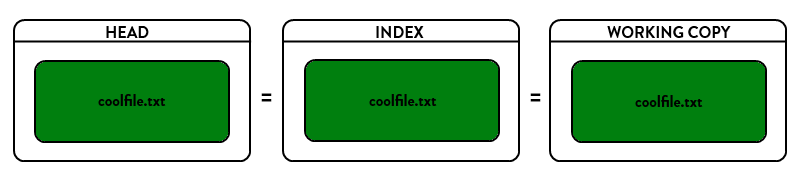 HEAD
coolfile.txt
=
INDEX
coolfile.txt
=
WORKING COPY
coolfile.txt